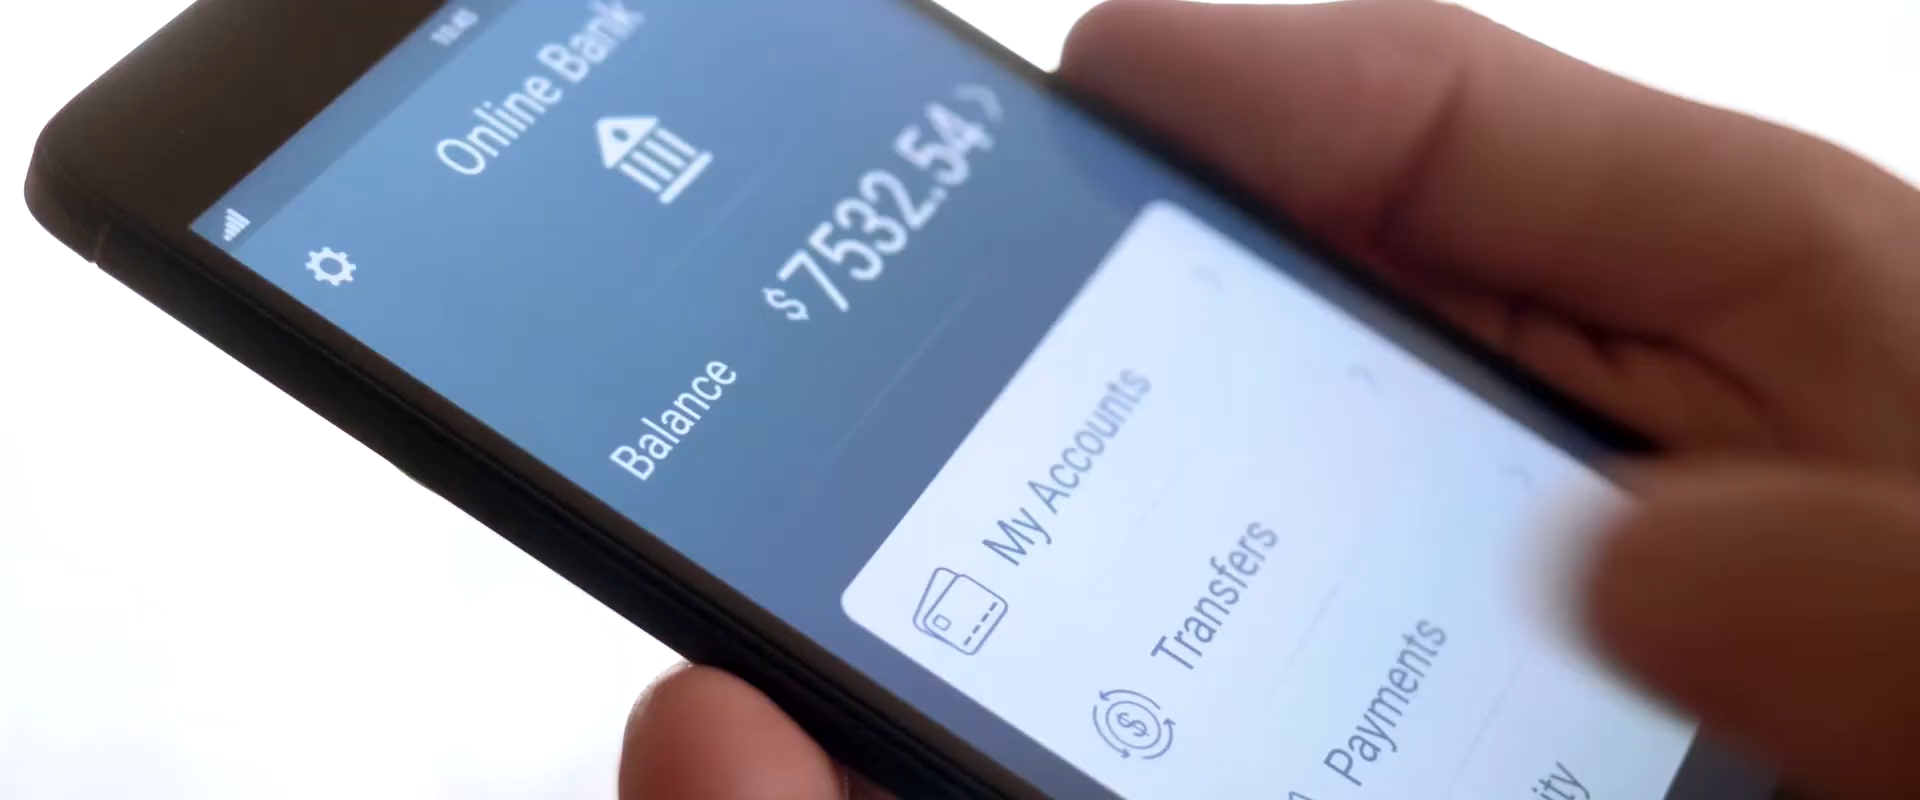 Online Bank
Balance $7532.54
My Accounts
Transfers
Payments